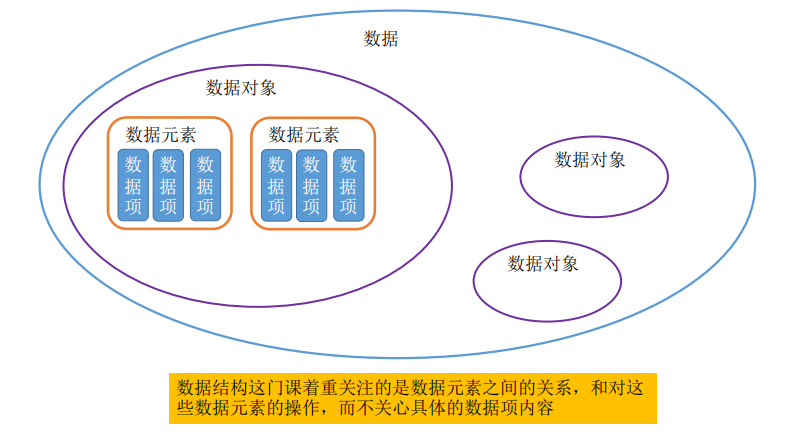 数据
数据对象
数据元素
数据项
数据项
数据项
数据元素
数据项
数据项
数据项
数据对象
数据对象
数据结构这门课着重关注的是数据元素之间的关系，和对这
些数据元素的操作，而不关心具体的数据项内容